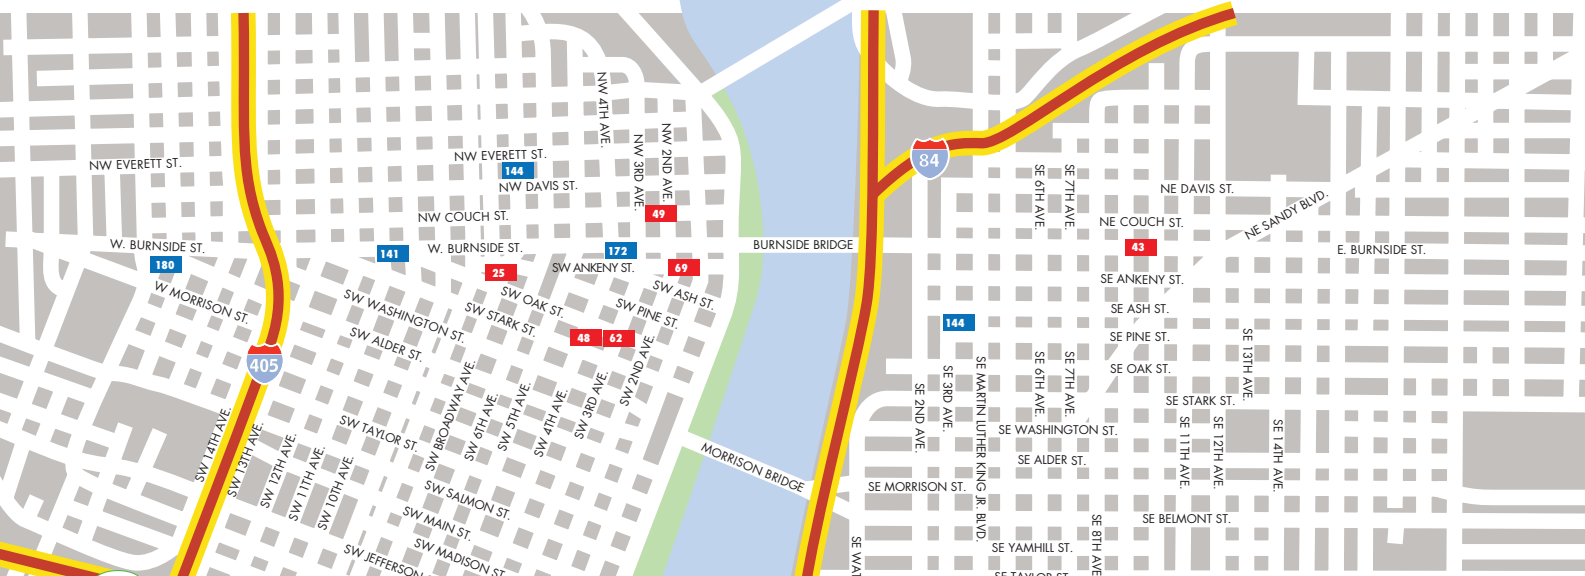 NW 4TH AVE.
NW 3RD AVE.
NW 2ND AVE.
NW EVERETT ST.
NW EVERETT ST.
144
NW DAVIS ST.
NW COUCH ST.
49
W. BURNSIDE ST.
141
W. BURNSIDE ST.
172
BURNSIDE BRIDGE
180
25
SW ANKENY ST.
69
W MORRISON ST.
SW WASHINGTON ST.
SW OAK ST.
SW ASH ST.
SW STARK ST.
SW PINE ST.
SW ALDER ST.
48
62
405
SW 2ND AVE.
SW 3RD AVE.
SW 4TH AVE.
SW 5TH AVE.
SW 6TH AVE.
SW BROADWAY AVE.
SW TAYLOR ST.
SW 14TH AVE.
SW 13TH AVE.
SW 12TH AVE.
SW 11TH AVE.
SW 10TH AVE.
MORRISON BRIDGE
SW SALMON ST.
SW MAIN ST.
SW MADISON ST.
SW JEFFERSON
84
SE 6TH AVE.
SE 7TH AVE.
NE DAVIS ST.
NE COUCH ST.
NE SANDY BLVD.
43
E. BURNSIDE ST.
SE ANKENY ST.
SE ASH ST.
144
SE PINE ST.
SE OAK ST.
SE 13TH AVE.
SE 2ND AVE.
SE 3RD AVE.
SE MARTIN LUTHER KING JR. BLVD.
SE 6TH AVE.
SE 7TH AVE.
SE STARK ST.
SE WASHINGTON ST.
SE 11TH AVE.
SE 12TH AVE.
SE 14TH AVE.
SE ALDER ST.
SE MORRISON ST.
SE BELMONT ST.
SE 8TH AVE
SE YAMHILL ST.
SE WAT
SE TAYLOR ST.